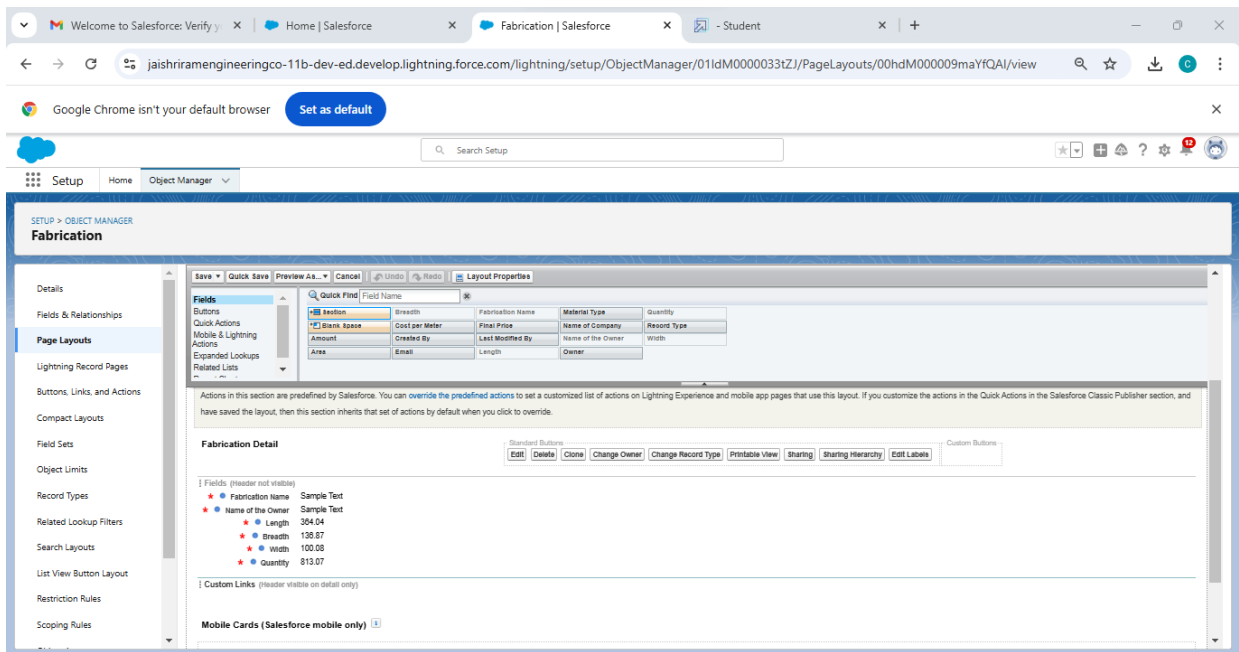 Welcome to Salesforce: Verify y
Home | Salesforce
Fabrication | Salesforce
- Student
jaishriramengineeringco-11b-dev-ed.develop.lightning.force.com/lightning/setup/ObjectManager/01IdM0000033tZJ/PageLayouts/00hdM000009maYfQAI/view
Google Chrome isn't your default browser
Set as default
Search Setup
12
Setup
Home
Object Manager
SETUP > OBJECT MANAGER
Fabrication
Details
Fields & Relationships
Page Layouts
Lightning Record Pages
Buttons, Links, and Actions
Compact Layouts
Field Sets
Object Limits
Record Types
Related Lookup Filters
Search Layouts
List View Button Layout
Restriction Rules
Scoping Rules
Save Quick Save Preview As... Cancel Undo Redo Layout Properties
Fields
Buttons
Quick Actions
Mobile & Lightning
Actions
Expanded Lookups
Related Lists
Quick Find Field Name
Section Breadth Fabrication Name Material Type Quantity
Blank Space Cost per Meter Final Price Name of Company Record Type
Amount Created By Last Modified By Name of the Owner Width
Area Email Length Owner
Actions in this section are predefined by Salesforce. You can override the predefined actions to set a customized list of actions on Lightning Experience and mobile app pages that use this layout. If you customize the actions in the Quick Actions in the Salesforce Classic Publisher section, and
have saved the layout, then this section inherits that set of actions by default when you click to override.
Fabrication Detail
Standard Buttons
Edit Delete Clone Change Owner Change Record Type Printable View Sharing Sharing Hierarchy Edit Labels
Custom Buttons
Fields (Header not visible)
Fabrication Name Sample Text
Name of the Owner Sample Text
Length 364.04
Breadth 136.87
Width 100.08
Quantity 813.07
Custom Links (Header visible on detail only)
Mobile Cards (Salesforce mobile only)